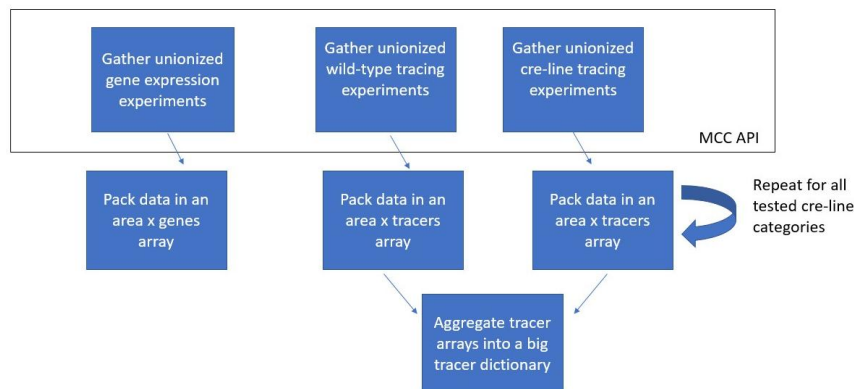 Gather unionized
gene expression
experiments
Gather unionized
wild-type tracing
experiments
Gather unionized
cre-line tracing
experiments
MCC API
Pack data in an
area x genes
array
Pack data in an
area x tracers
array
Pack data in an
area x tracers
array
Repeat for all
tested cre-line
categories
Aggregate tracer
arrays into a big
tracer dictionary